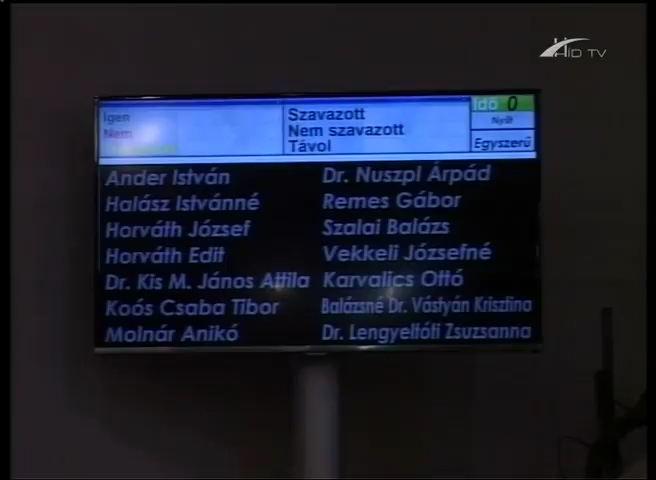 HíD TV
Igen
Nem
Szavazott
Nem szavazott
Távol
Idő 0
Nyílt
Egyszerű
Ander István
Halász Istvánné
Horváth József
Horváth Edit
Dr. Kis M. János Attila
Koós Csaba Tibor
Molnár Anikó
Dr. Nuszpl Árpád
Remes Gábor
Szalai Balázs
Vekkeli Józsefné
Karvalics Ottó
Balázsné Dr. Vástyán Krisztina
Dr. Lengyeltóti Zsuzsanna